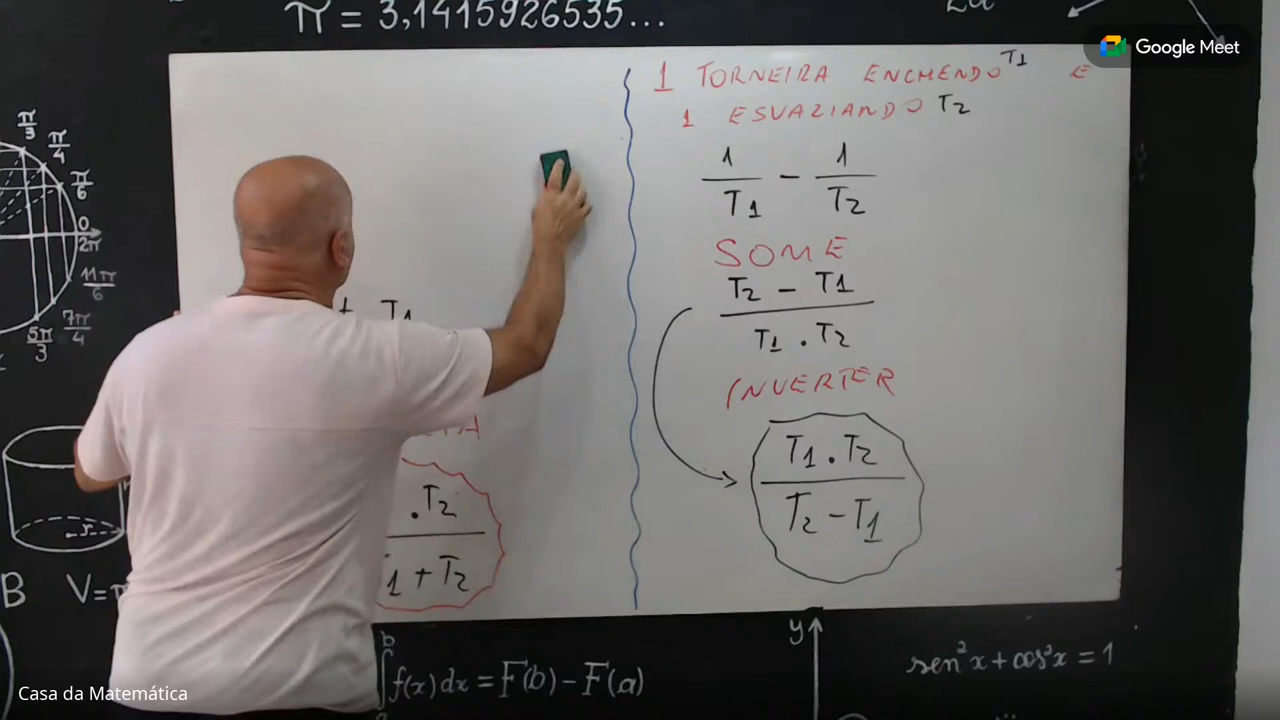 π = 3,1415926535...
Google Meet
1 TORNEIRA ENCHENDO T1 E
1 ESVAZIANDO T2
1/T1 - 1/T2
SOME
T2 - T1 / T1 . T2
INVERTER
T1 . T2 / T2 - T1
+ T1
. T2
1 + T2
π/3
π/4
π/6
0
2π
11π/6
7π/4
5π/3
r
B V=
∫ b f(x) dx = F(b) - F(a)
y
sen²x + cos²x = 1
Casa da Matemática